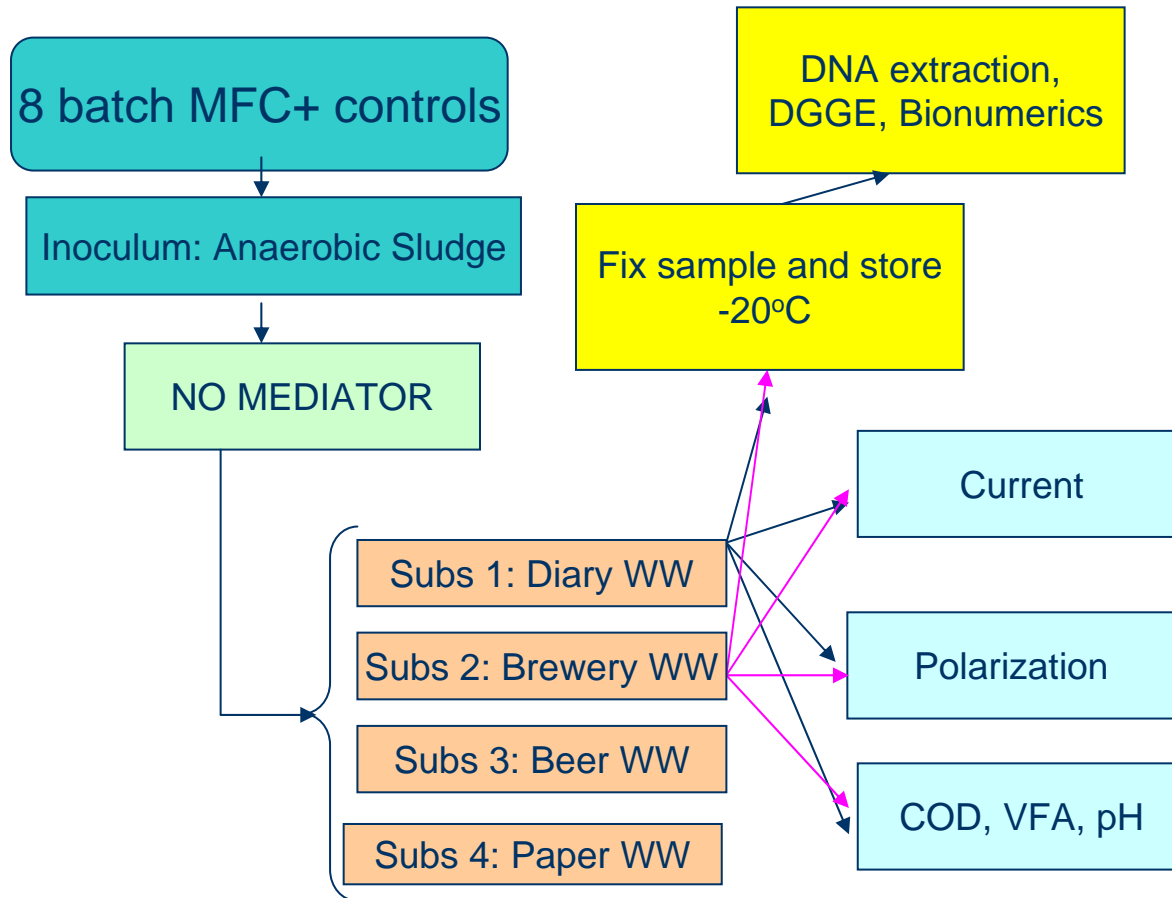 8 batch MFC+ controls
Inoculum: Anaerobic Sludge
NO MEDIATOR
Subs 1: Diary WW
Subs 2: Brewery WW
Subs 3: Beer WW
Subs 4: Paper WW
DNA extraction,
DGGE, Bionumerics
Fix sample and store
-20°C
Current
Polarization
COD, VFA, pH